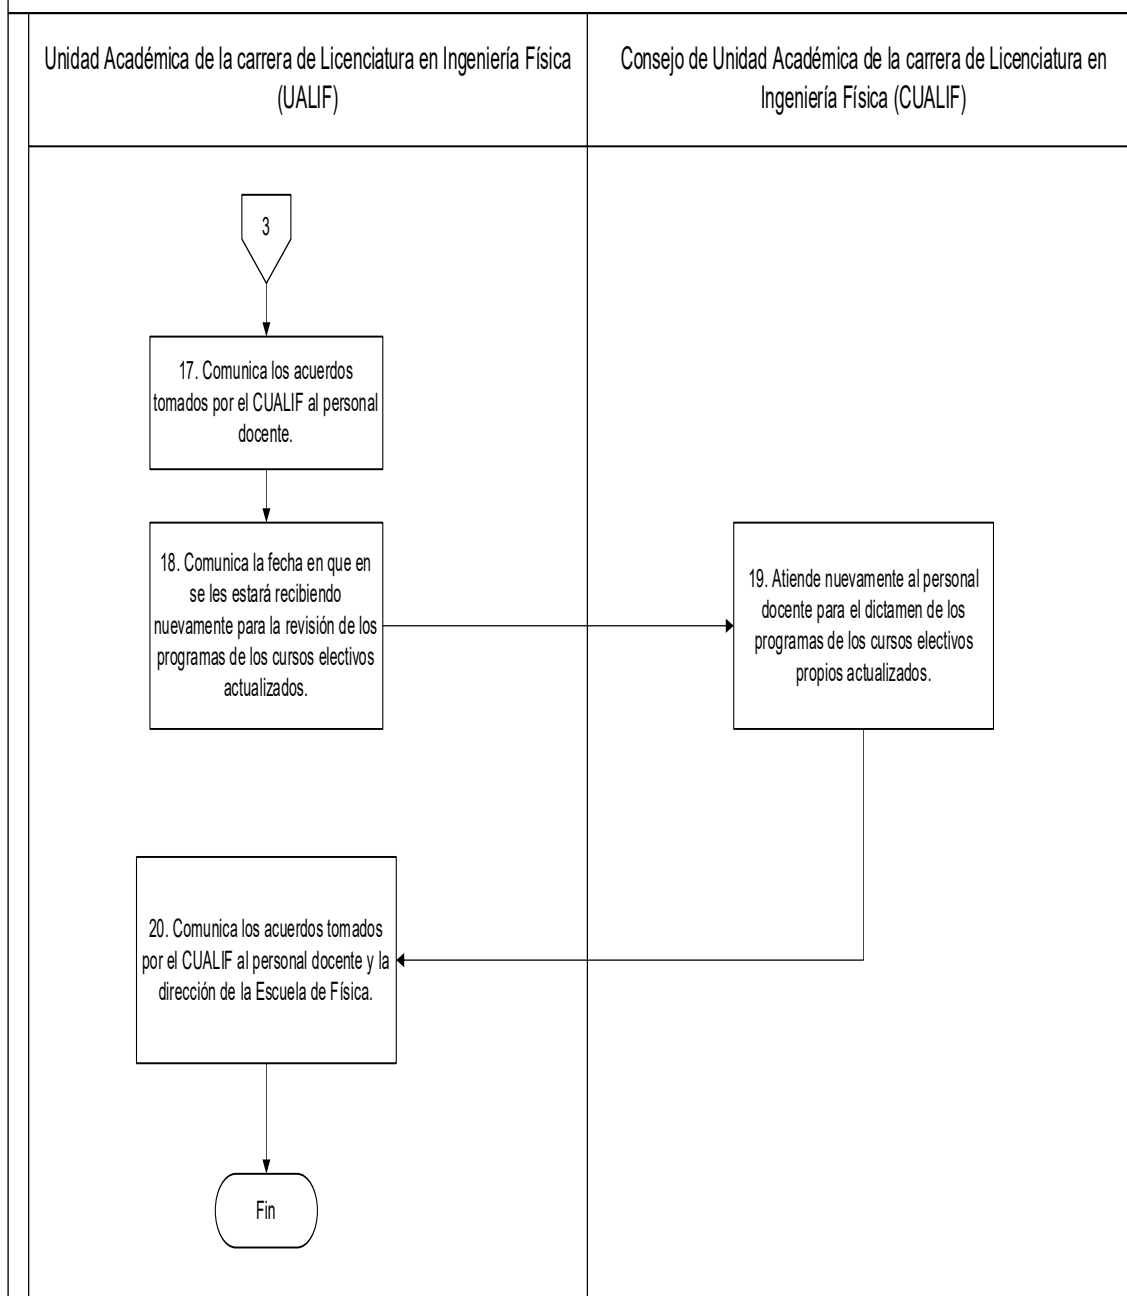 Unidad Académica de la carrera de Licenciatura en Ingeniería Física
(UALIF)
Consejo de Unidad Académica de la carrera de Licenciatura en
Ingeniería Física (CUALIF)
3
17. Comunica los acuerdos
tomados por el CUALIF al personal
docente.
18. Comunica la fecha en que en
se les estará recibiendo
nuevamente para la revisión de los
programas de los cursos electivos
actualizados.
19. Atiende nuevamente al personal
docente para el dictamen de los
programas de los cursos electivos
propios actualizados.
20. Comunica los acuerdos tomados
por el CUALIF al personal docente y la
dirección de la Escuela de Física.
Fin